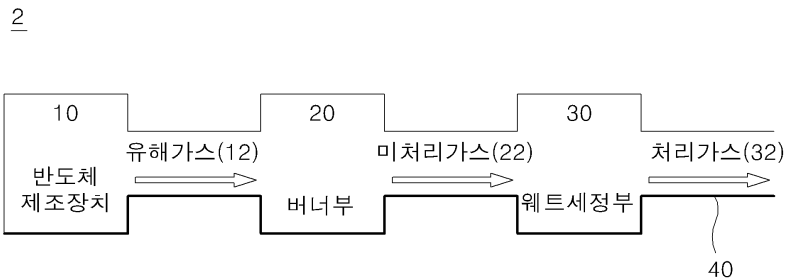 2
10
20
30
유해가스(12)
미처리가스(22)
처리가스(32)
반도체
제조장치
버너부
웨트세정부
40